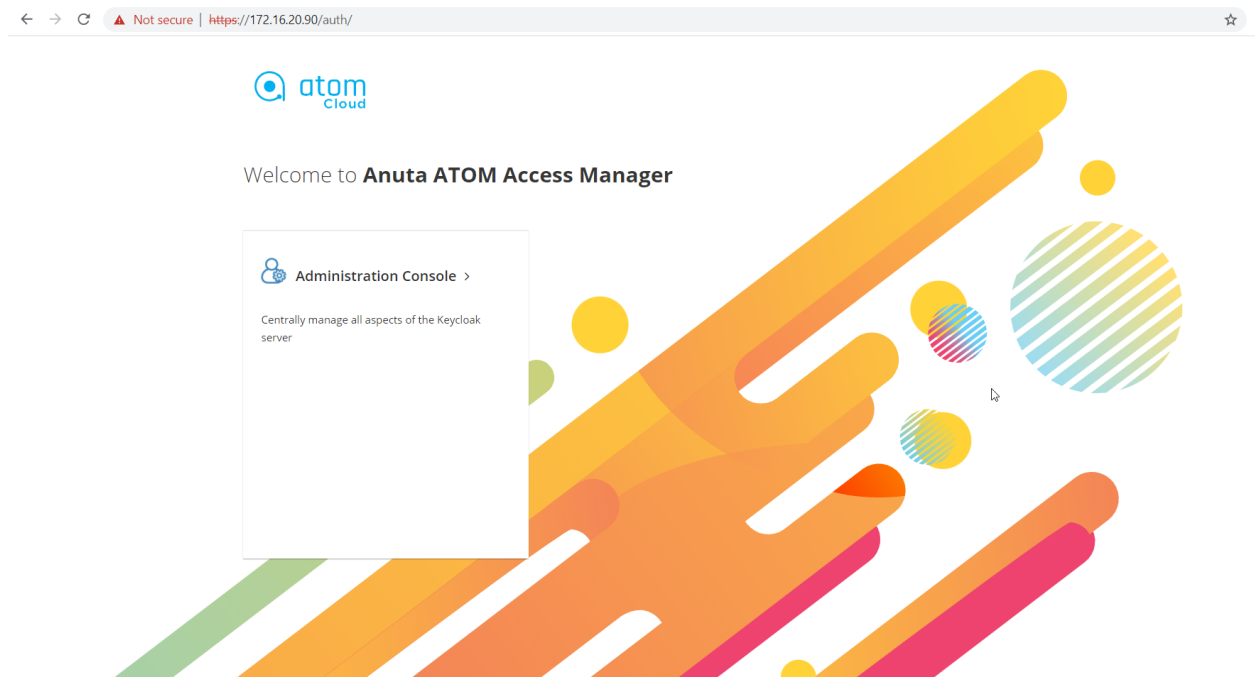 Not secure | https://172.16.20.90/auth/
atom
Cloud
Welcome to Anuta ATOM Access Manager
Administration Console >
Centrally manage all aspects of the Keycloak
server